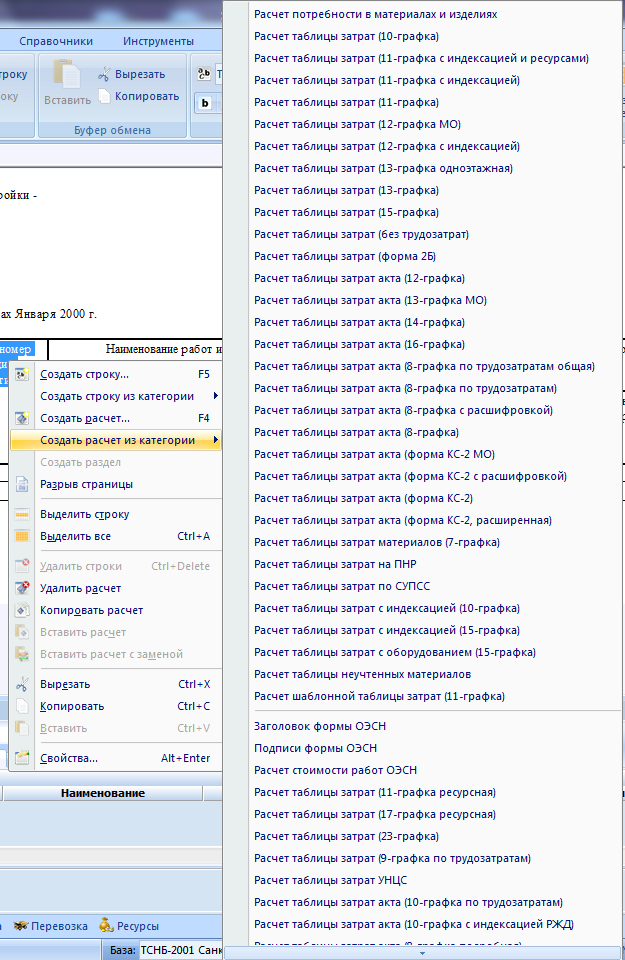 Справочники
Инструменты
року
оку
Вставить
Вырезать
Копировать
Буфер обмена
ройки -
ах Января 2000 г.
номер
Наименование работ и
Создать строку... F5
Создать строку из категории
Создать расчет... F4
Создать расчет из категории
Создать раздел
Разрыв страницы
Выделить строку
Выделить все Ctrl+A
Удалить строки Ctrl+Delete
Удалить расчет
Копировать расчет
Вставить расчет
Вставить расчет с заменой
Вырезать Ctrl+X
Копировать Ctrl+C
Вставить Ctrl+V
Свойства... Alt+Enter
Расчет потребности в материалах и изделиях
Расчет таблицы затрат (10-графка)
Расчет таблицы затрат (11-графка с индексацией и ресурсами)
Расчет таблицы затрат (11-графка с индексацией)
Расчет таблицы затрат (11-графка)
Расчет таблицы затрат (12-графка МО)
Расчет таблицы затрат (12-графка с индексацией)
Расчет таблицы затрат (13-графка одноэтажная)
Расчет таблицы затрат (13-графка)
Расчет таблицы затрат (15-графка)
Расчет таблицы затрат (без трудозатрат)
Расчет таблицы затрат (форма 2Б)
Расчет таблицы затрат акта (12-графка)
Расчет таблицы затрат акта (13-графка МО)
Расчет таблицы затрат акта (14-графка)
Расчет таблицы затрат акта (16-графка)
Расчет таблицы затрат акта (8-графка по трудозатратам общая)
Расчет таблицы затрат акта (8-графка по трудозатратам)
Расчет таблицы затрат акта (8-графка с расшифровкой)
Расчет таблицы затрат акта (8-графка)
Расчет таблицы затрат акта (форма КС-2 МО)
Расчет таблицы затрат акта (форма КС-2 с расшифровкой)
Расчет таблицы затрат акта (форма КС-2)
Расчет таблицы затрат акта (форма КС-2, расширенная)
Расчет таблицы затрат материалов (7-графка)
Расчет таблицы затрат на ПНР
Расчет таблицы затрат по СУПСС
Расчет таблицы затрат с индексацией (10-графка)
Расчет таблицы затрат с индексацией (15-графка)
Расчет таблицы затрат с оборудованием (15-графка)
Расчет таблицы неучтенных материалов
Расчет шаблонной таблицы затрат (11-графка)
Заголовок формы ОЭСН
Подписи формы ОЭСН
Расчет стоимости работ ОЭСН
Расчет таблицы затрат (11-графка ресурсная)
Расчет таблицы затрат (17-графка ресурсная)
Расчет таблицы затрат (23-графка)
Расчет таблицы затрат (9-графка по трудозатратам)
Расчет таблицы затрат УНЦС
Расчет таблицы затрат акта (10-графка по трудозатратам)
Расчет таблицы затрат акта (10-графка с индексацией РЖД)
Наименование
Перевозка
Ресурсы
База: ТСНБ-2001 Санк